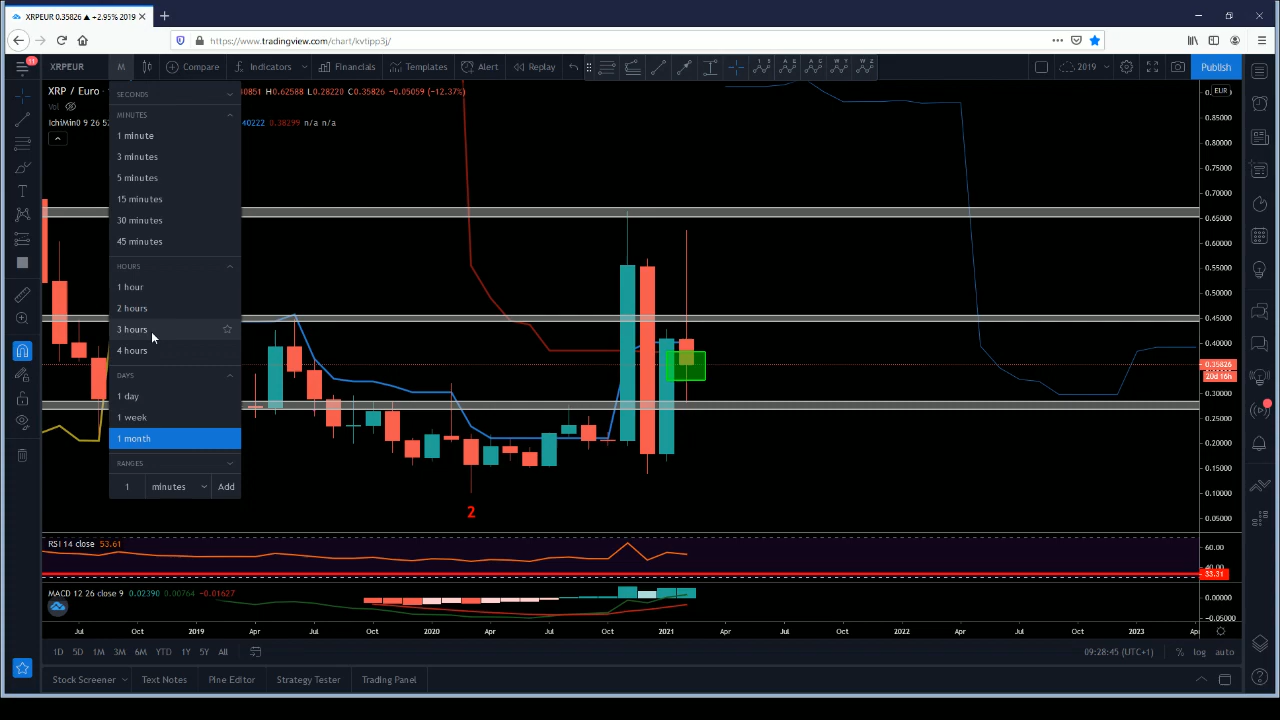 XRPEUR 0.35826 ▲ +2.95% 2019
https://www.tradingview.com/chart/kvtipp3j/
11
XRPEUR
M
Compare
Indicators
Financials
Templates
Alert
Replay
2019
Publish
XRP / Euro
40851 H0.62588 L0.28220 C0.35826 −0.05059 (−12.37%)
EUR
Vol
IchiMin0 9 26 52
40222 0.38299 n/a n/a
SECONDS
MINUTES
1 minute
3 minutes
5 minutes
15 minutes
30 minutes
45 minutes
HOURS
1 hour
2 hours
3 hours
4 hours
DAYS
1 day
1 week
1 month
RANGES
1 minutes Add
0.85000
0.80000
0.75000
0.70000
0.65000
0.60000
0.55000
0.50000
0.45000
0.40000
0.35826
20d 16h
0.30000
0.25000
0.20000
0.15000
0.10000
0.05000
2
RSI 14 close 53.61
60.00
40.00
33.31
MACD 12 26 close 9 0.02390 0.00764 −0.01627
0.00000
−0.05000
Jul Oct 2019 Apr Jul Oct 2020 Apr Jul Oct 2021 Apr Jul Oct 2022 Apr Jul Oct 2023
1D 5D 1M 3M 6M YTD 1Y 5Y All
09:28:45 (UTC+1) % log auto
Stock Screener Text Notes Pine Editor Strategy Tester Trading Panel